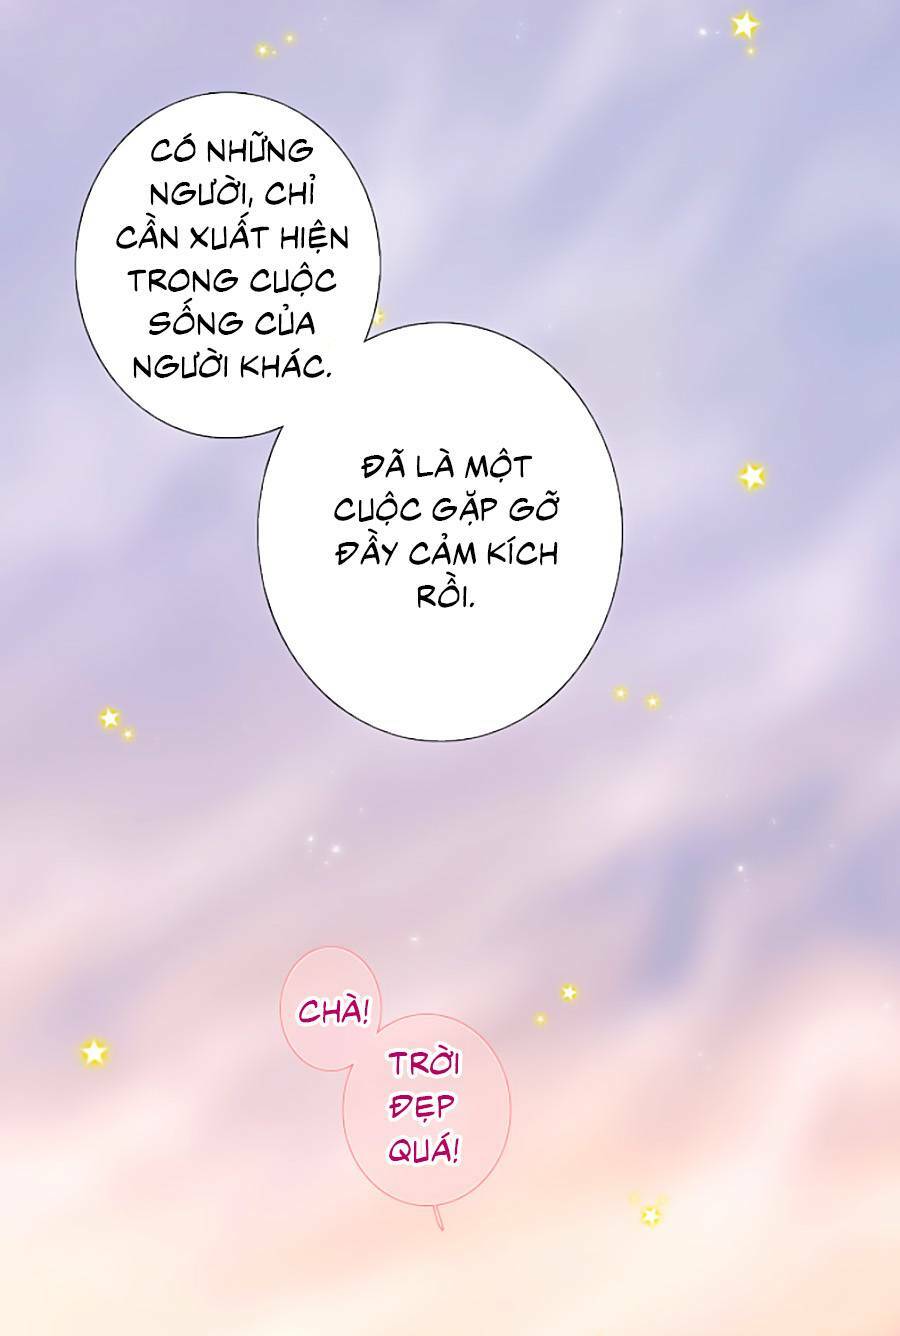 CÓ NHỮNG
NGƯỜI, CHỈ
CẦN XUẤT HIỆN
TRONG CUỘC
SỐNG CỦA
NGƯỜI KHÁC.
ĐÃ LÀ MỘT
CUỘC GẶP GỠ
ĐẦY CẢM KÍCH
RỒI.
CHÀ!
TRỜI
ĐẸP
QUÁ!